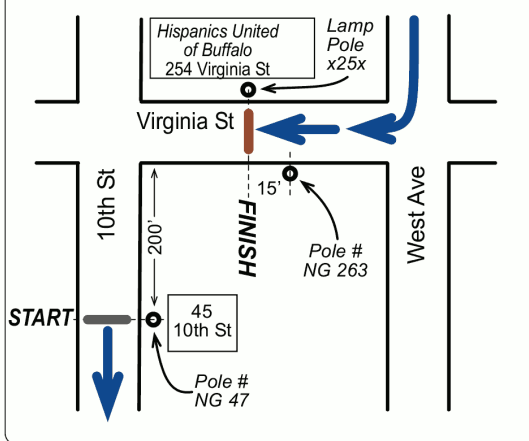 Hispanics United
of Buffalo
254 Virginia St
Lamp
Pole
x25x
Virginia St
10th St
200'
15'
FINISH
Pole #
NG 263
West Ave
START
45
10th St
Pole #
NG 47